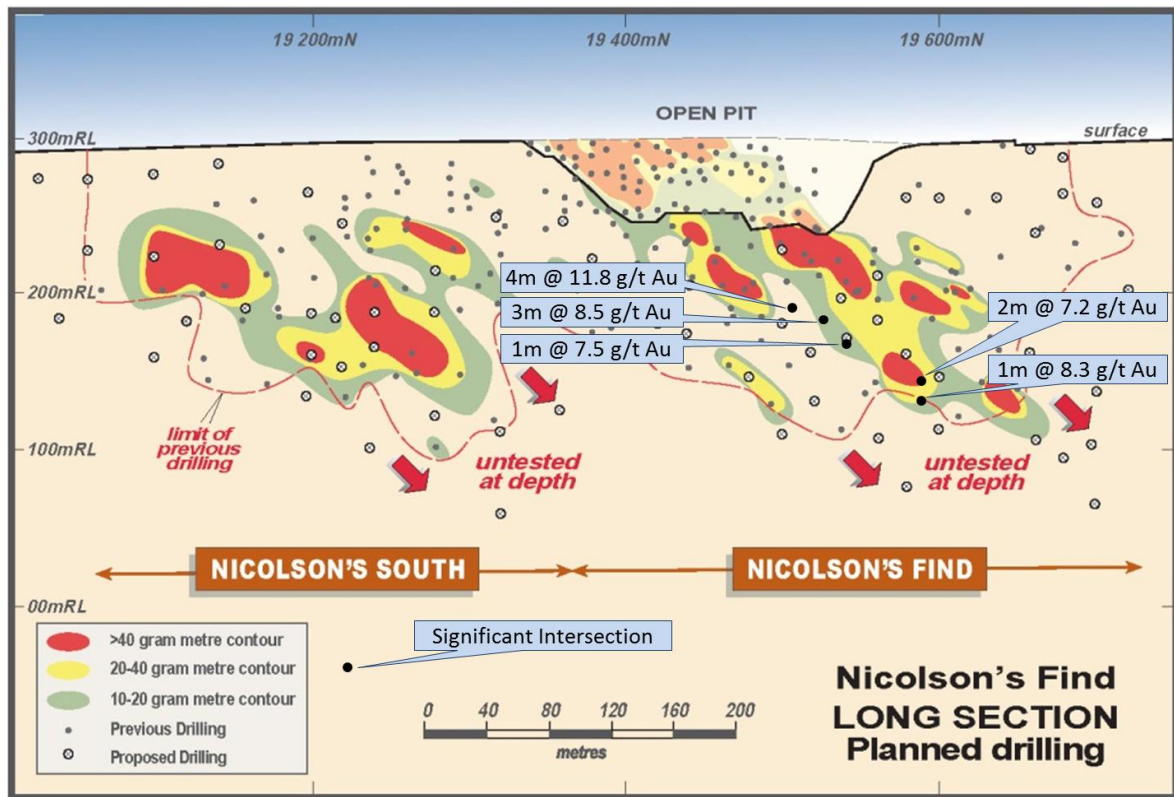 19 200mN
19 400mN
19 600mN
OPEN PIT
300mRL
surface
200mRL
4m @ 11.8 g/t Au
3m @ 8.5 g/t Au
1m @ 7.5 g/t Au
2m @ 7.2 g/t Au
1m @ 8.3 g/t Au
limit of
previous
drilling
100mRL
untested
at depth
untested
at depth
NICOLSON'S SOUTH
NICOLSON'S FIND
00mRL
>40 gram metre contour
20-40 gram metre contour
10-20 gram metre contour
Previous Drilling
Proposed Drilling
Significant Intersection
0 40 80 120 160 200
metres
Nicolson's Find
LONG SECTION
Planned drilling